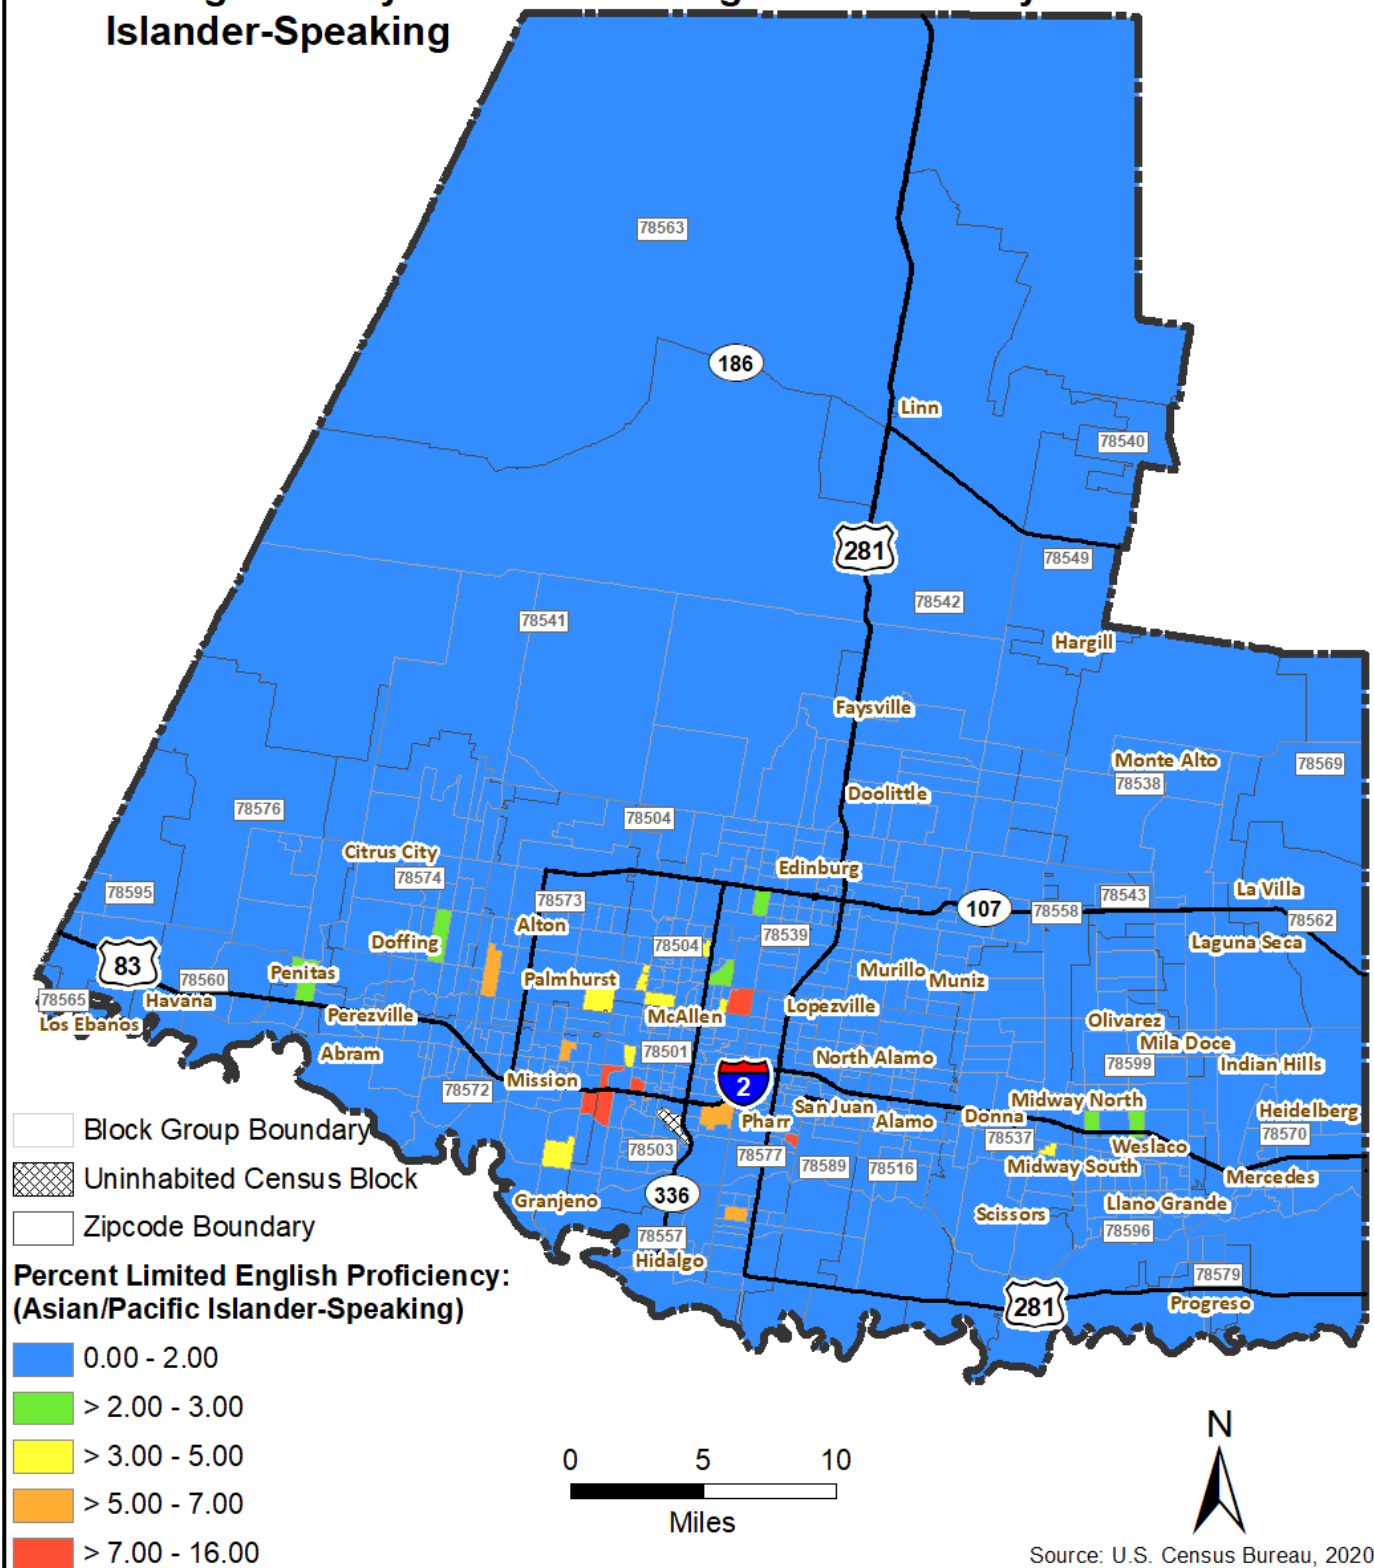 Islander-Speaking
78563
186
Linn
78540
281
78549
78542
78541
Hargill
Faysville
Monte Alto
78569
78538
Doolittle
78576
78504
Citrus City
Edinburg
78574
78595
La Villa
78543
78573
107
78558
78562
Alton
78539
Doffing
78504
Laguna Seca
83
Penitas
Murillo
Muniz
78560
Palmhurst
78565
Havana
Lopezville
Los Ebanos
Perezville
McAllen
Olivarez
Mila Doce
Abram
78501
North Alamo
78599
Indian Hills
Mission
2
78572
Midway North
San Juan
Heidelberg
Donna
Pharr
Alamo
Block Group Boundary
78570
78537
Weslaco
78503
78577
78589
78516
Midway South
Mercedes
Uninhabited Census Block
336
Granjeno
Llano Grande
Scissors
Zipcode Boundary
78557
78596
Hidalgo
78579
Percent Limited English Proficiency:
(Asian/Pacific Islander-Speaking)
281
Progreso
0.00 - 2.00
> 2.00 - 3.00
> 3.00 - 5.00
> 5.00 - 7.00
> 7.00 - 16.00
0 5 10
Miles
N
Source: U.S. Census Bureau, 2020